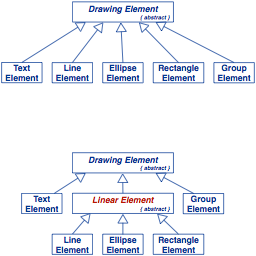 Drawing Element
{ abstract }
Text Element
Line Element
Ellipse Element
Rectangle Element
Group Element
Drawing Element
{ abstract }
Text Element
Linear Element
{ abstract }
Group Element
Line Element
Ellipse Element
Rectangle Element